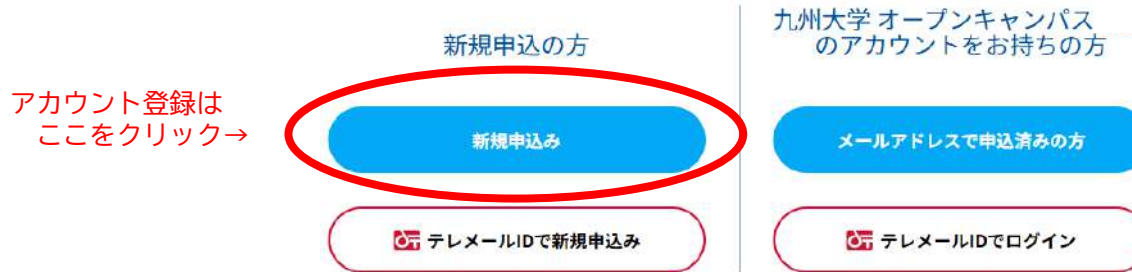 新規申込の方
アカウント登録は
ここをクリック→
新規申込み
テレメールIDで新規申込み
九州大学 オープンキャンパス
のアカウントをお持ちの方
メールアドレスで申込済みの方
テレメールIDでログイン